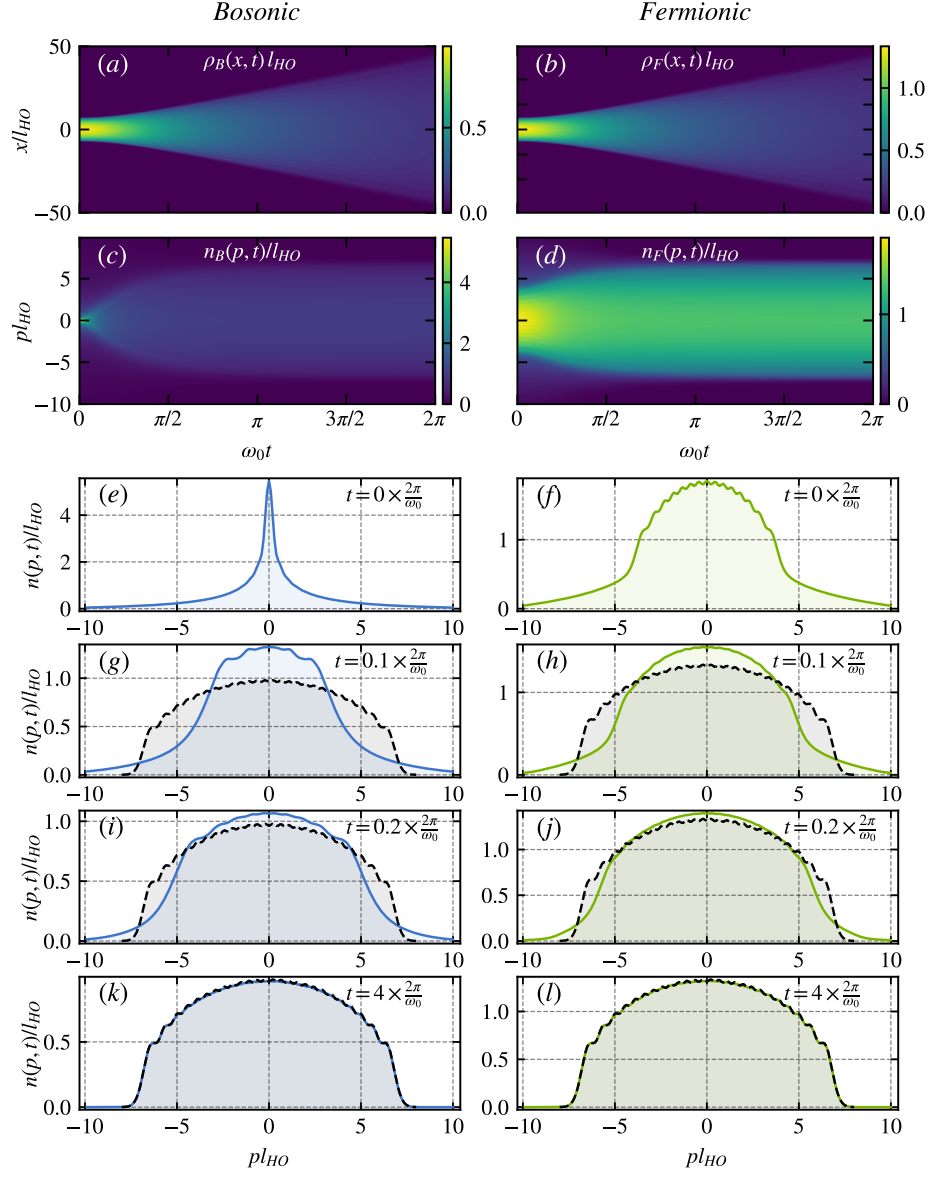 Bosonic Fermionic
50 (a) ρ_B(x, t) l_HO (b) ρ_F(x, t) l_HO
x/l_HO 0 0.5 1.0 0.5
−50 0.0 0.0
(c) n_B(p, t)/l_HO (d) n_F(p, t)/l_HO
5 4
pl_HO 0 2 1
−5
−10 0 0
0 π/2 π 3π/2 2π 0 π/2 π 3π/2 2π
ω_0t ω_0t
(e) t = 0 × 2π/ω_0 (f) t = 0 × 2π/ω_0
n(p, t)/l_HO 4 2 0 1
−10 −5 0 5 10 −10 −5 0 5 10
(g) t = 0.1 × 2π/ω_0 (h) t = 0.1 × 2π/ω_0
n(p, t)/l_HO 1.0 0.5 0.0 1
−10 −5 0 5 10 −10 −5 0 5 10
(i) t = 0.2 × 2π/ω_0 (j) t = 0.2 × 2π/ω_0
n(p, t)/l_HO 1.0 0.5 0.0 1.0 0.5 0.0
−10 −5 0 5 10 −10 −5 0 5 10
(k) t = 4 × 2π/ω_0 (l) t = 4 × 2π/ω_0
n(p, t)/l_HO 0.5 0.0 1.0 0.5 0.0
−10 −5 0 5 10 −10 −5 0 5 10
pl_HO pl_HO